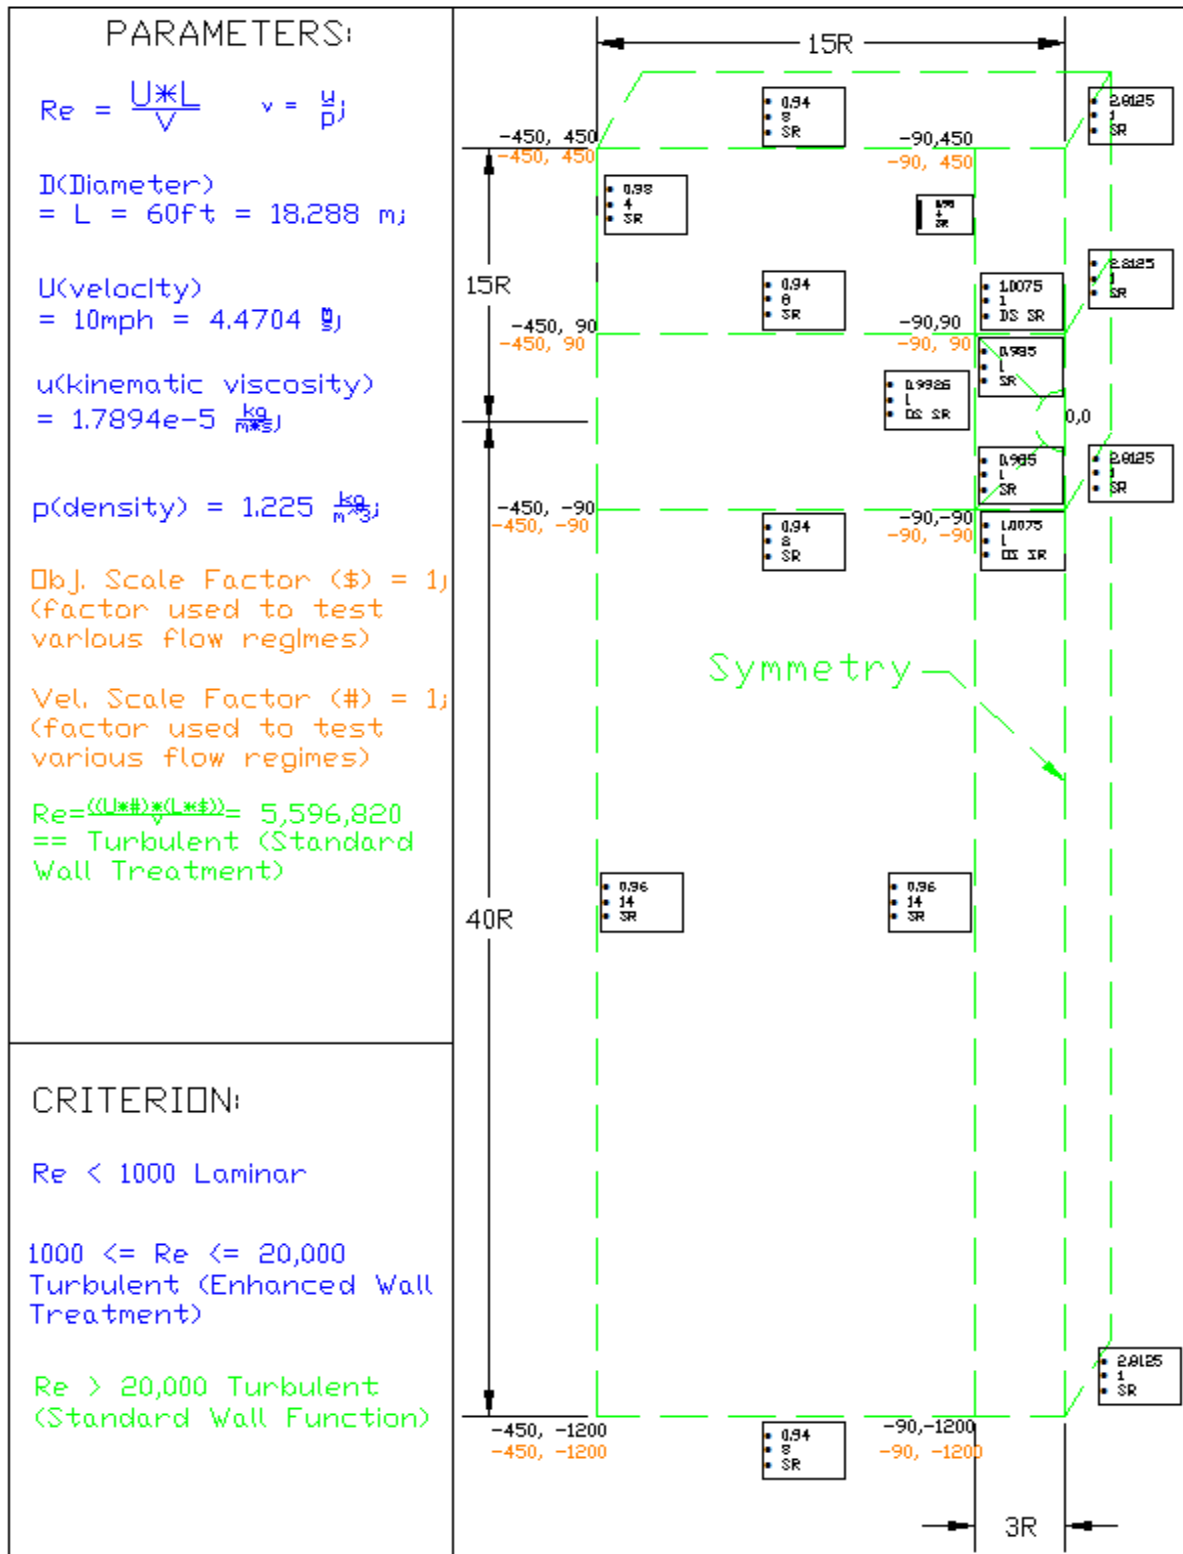 PARAMETERS:
Re = U*L / V    v = u / p;
D(Diameter)
= L = 60ft = 18.288 m;
U(velocity)
= 10mph = 4.4704 m/s;
u(kinematic viscosity)
= 1.7894e-5 kg/m*s;
p(density) = 1.225 kg/m^3;
Obj. Scale Factor ($) = 1;
(factor used to test
various flow regimes)
Vel. Scale Factor (#) = 1;
(factor used to test
various flow regimes)
Re=((U*#)*(L*$))/V= 5,596,820
== Turbulent (Standard
Wall Treatment)
CRITERION:
Re < 1000 Laminar
1000 <= Re <= 20,000
Turbulent (Enhanced Wall
Treatment)
Re > 20,000 Turbulent
(Standard Wall Function)
15R
0.94
8
SR
2.8125
1
SR
-450, 450
-450, 450
-90,450
-90, 450
0.98
4
SR
0.98
4
SR
15R
0.94
8
SR
1.0075
1
DS SR
2.8125
1
SR
-450, 90
-450, 90
-90,90
-90, 90
0.985
1
SR
0.9926
1
DS SR
0,0
0.985
1
SR
2.8125
1
SR
-450, -90
-450, -90
0.94
8
SR
-90,-90
-90, -90
1.0075
1
DS SR
Symmetry
40R
0.96
14
SR
0.96
14
SR
2.8125
1
SR
-450, -1200
-450, -1200
0.94
8
SR
-90,-1200
-90, -1200
3R